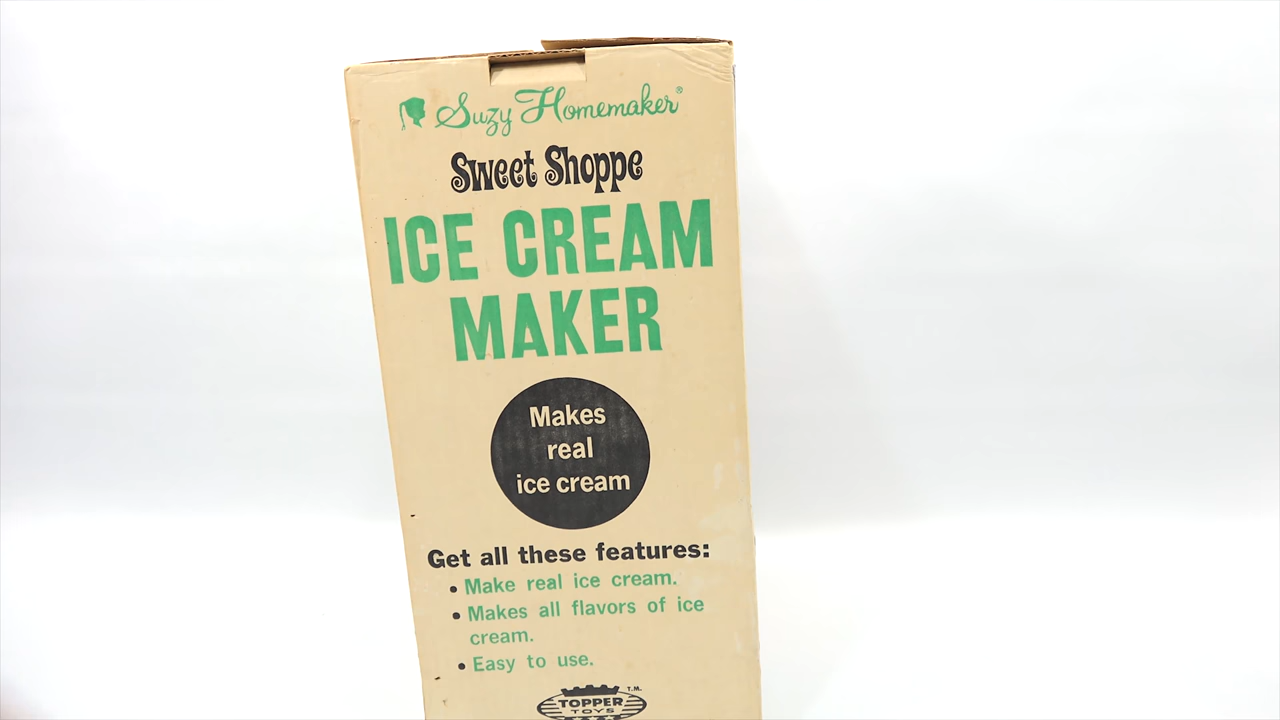 Suzy Homemaker®
Sweet Shoppe
ICE CREAM
MAKER
Makes
real
ice cream
Get all these features:
• Make real ice cream.
• Makes all flavors of ice
cream.
• Easy to use.
T.M.
TOPPER
TOYS